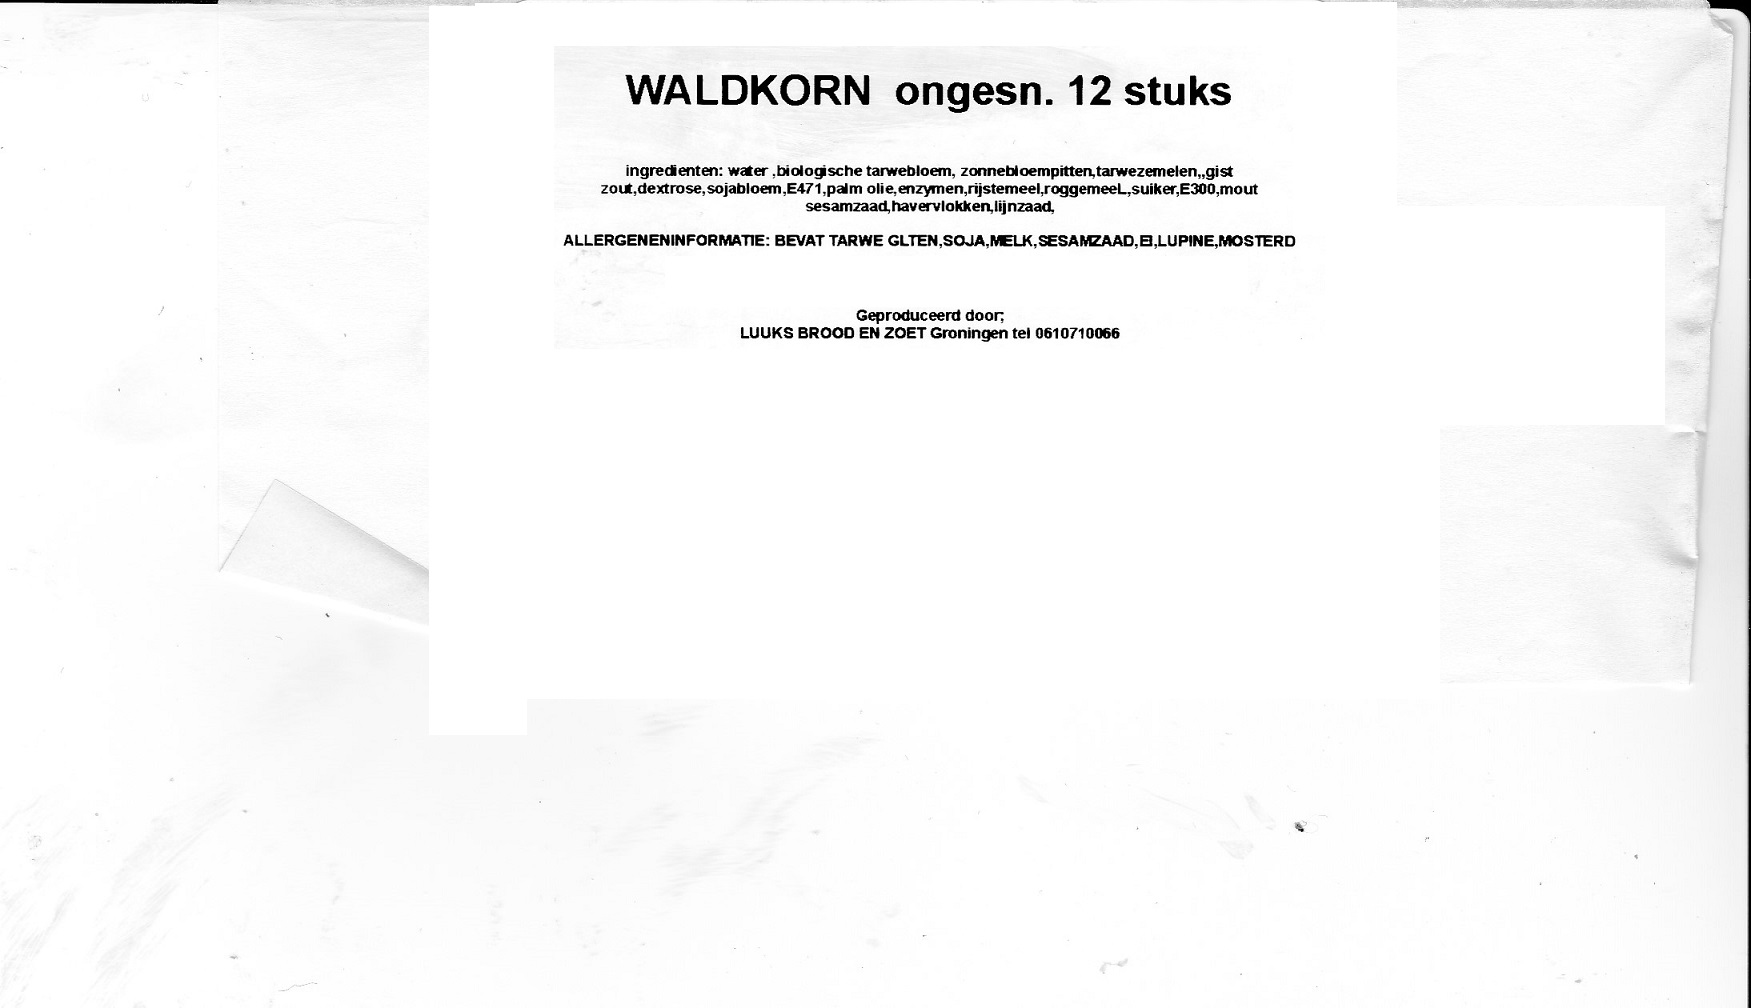 WALDKORN ongesn. 12 stuks
ingredienten: water ,biologische tarwebloem, zonnebloempitten,tarwezemelen,,gist
zout,dextrose,sojabloem,E471,palm olie,enzymen,rijstemeel,roggemeeL,suiker,E300,mout
sesamzaad,havervlokken,lijnzaad,
ALLERGENENINFORMATIE: BEVAT TARWE GLTEN,SOJA,MELK,SESAMZAAD,EI,LUPINE,MOSTERD
Geproduceerd door;
LUUKS BROOD EN ZOET Groningen tel 0610710066